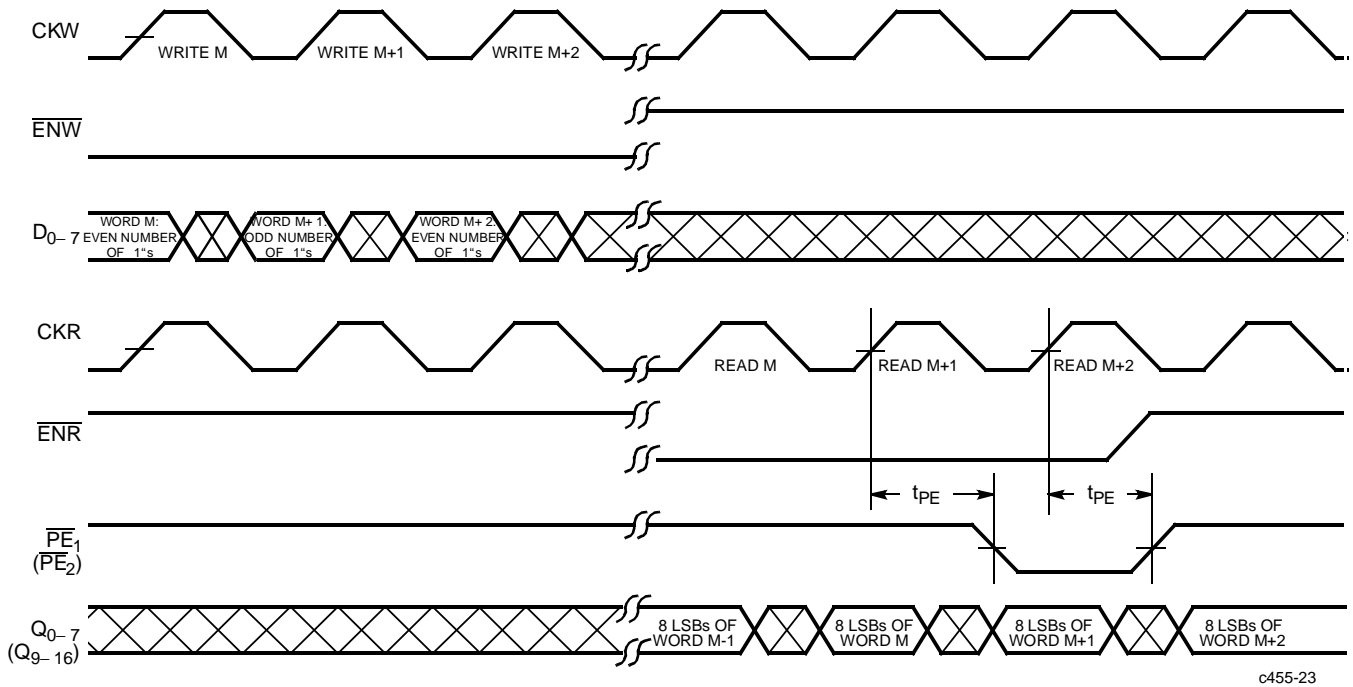 CKW
WRITE M WRITE M+1 WRITE M+2
ENW
D0–7
WORD M:
EVEN NUMBER
OF 1"s
WORD M+1:
ODD NUMBER
OF 1"s
WORD M+2:
EVEN NUMBER
OF 1"s
CKR
READ M READ M+1 READ M+2
ENR
tPE tPE
PE1
(PE2)
Q0–7
(Q9–16)
8 LSBs OF
WORD M-1
8 LSBs OF
WORD M
8 LSBs OF
WORD M+1
8 LSBs OF
WORD M+2
c455-23